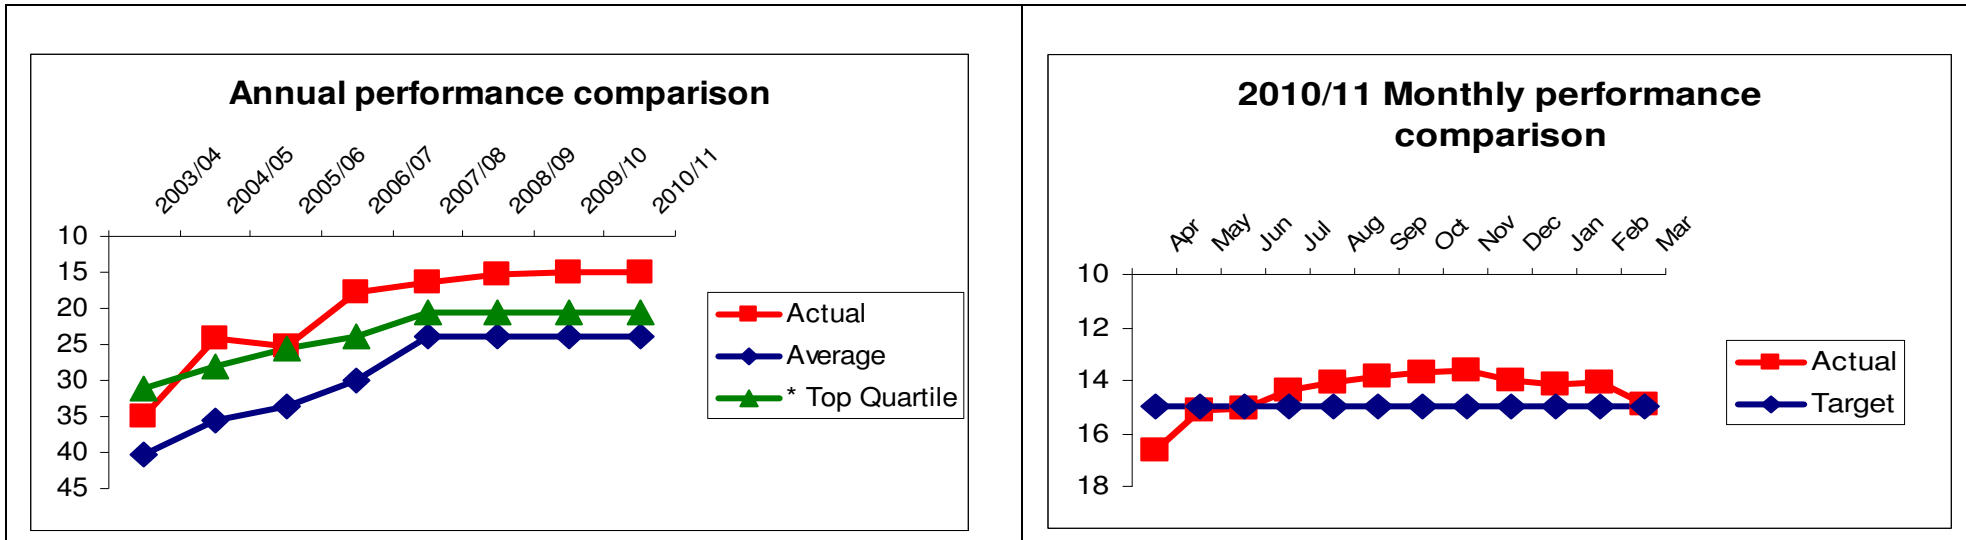 Annual performance comparison
2003/04
2004/05
2005/06
2006/07
2007/08
2008/09
2009/10
2010/11
10
15
20
25
30
35
40
45
Actual
Average
* Top Quartile
2010/11 Monthly performance
comparison
Apr
May
Jun
Jul
Aug
Sep
Oct
Nov
Dec
Jan
Feb
Mar
10
12
14
16
18
Actual
Target